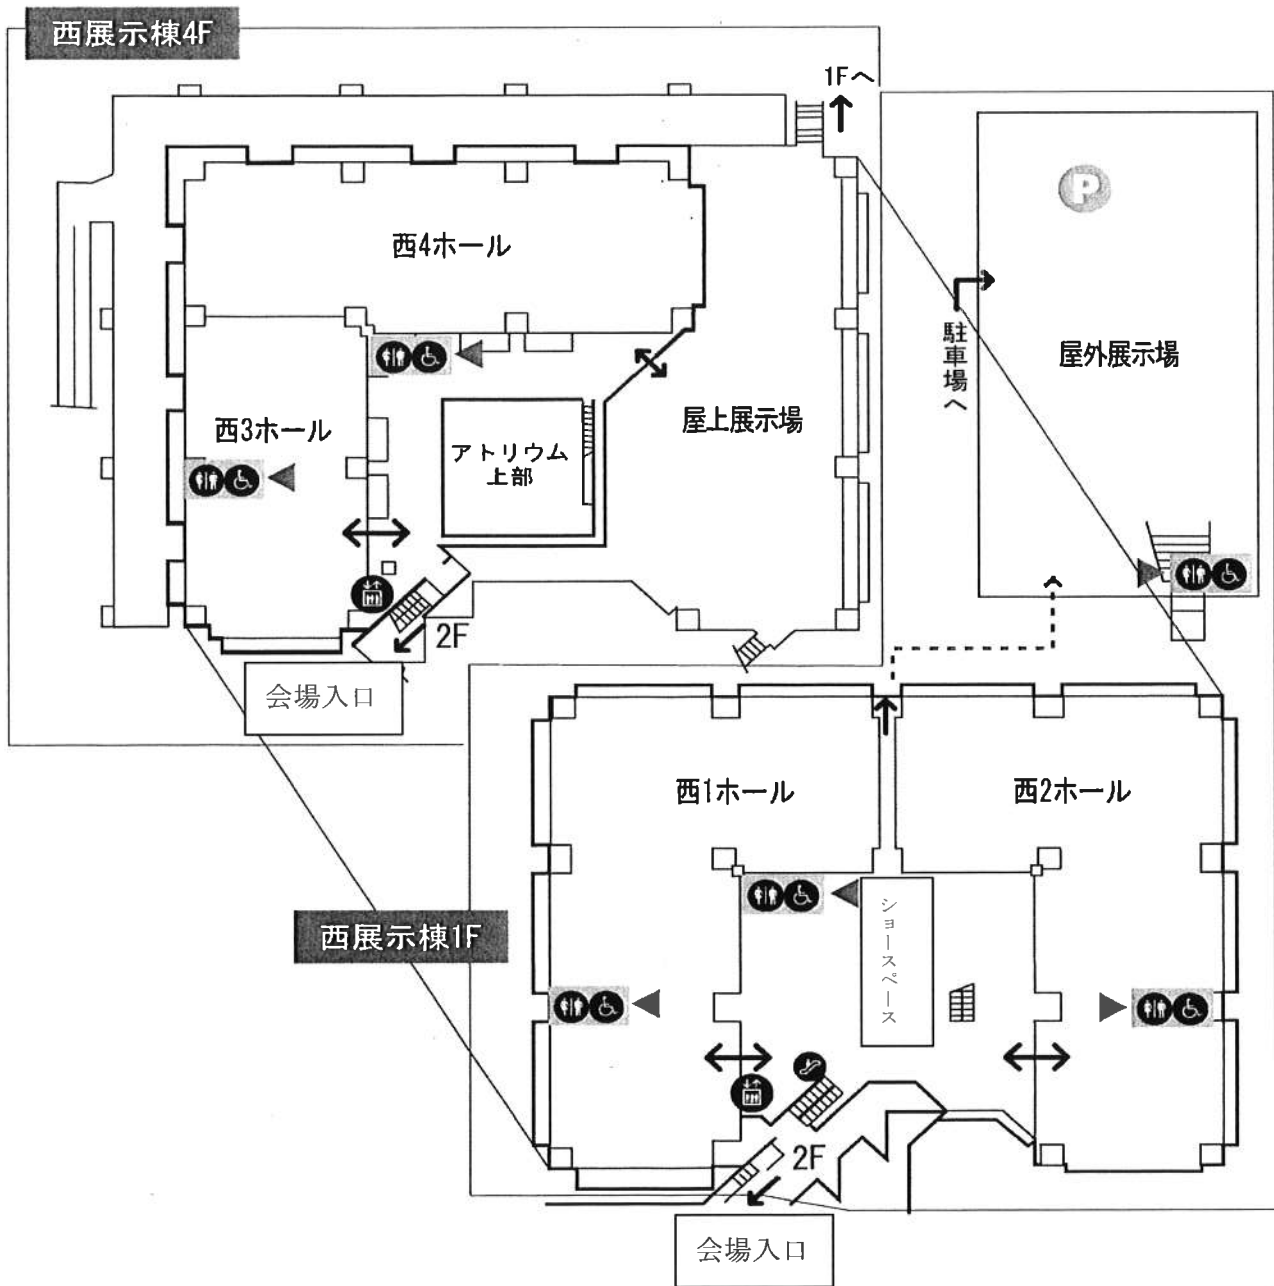 西展示棟4F
1Fへ
P
西4ホール
駐車場へ
屋外展示場
西3ホール
屋上展示場
アトリウム
上部
2F
会場入口
西1ホール
西2ホール
ショースペース
西展示棟1F
2F
会場入口